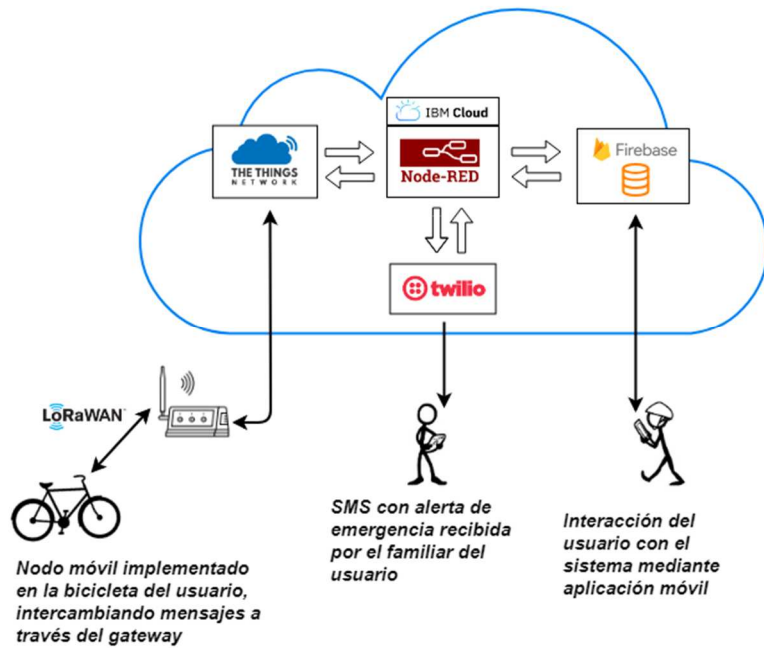 IBM Cloud
THE THINGS
NETWORK
Node-RED
Firebase
twilio
LoRaWAN
SMS con alerta de
emergencia recibida
por el familiar del
usuario
Interacción del
usuario con el
sistema mediante
aplicación móvil
Nodo móvil implementado
en la bicicleta del usuario,
intercambiando mensajes a
través del gateway